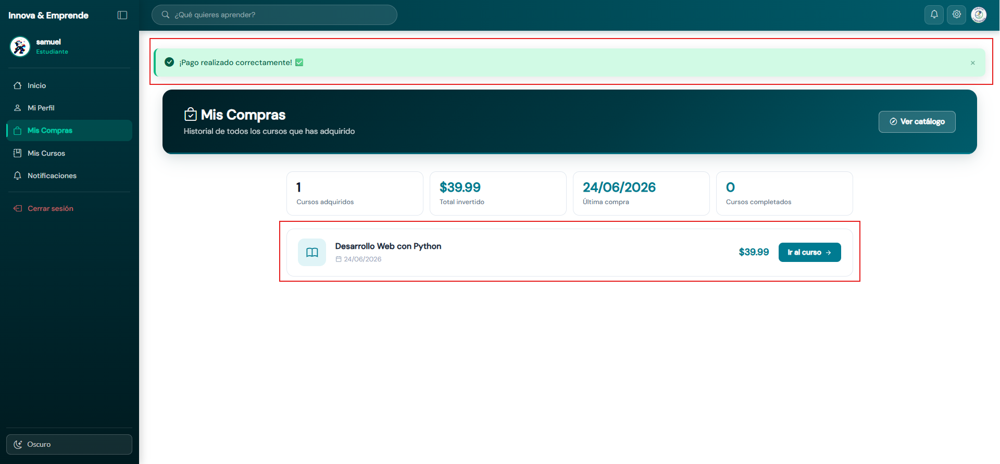 Innova & Emprende
¿Qué quieres aprender?
samuel
Estudiante
Inicio
Mi Perfil
Mis Compras
Mis Cursos
Notificaciones
Cerrar sesión
Oscuro
¡Pago realizado correctamente! ✅
×
Mis Compras
Historial de todos los cursos que has adquirido
Ver catálogo
1
Cursos adquiridos
$39.99
Total invertido
24/06/2026
Última compra
0
Cursos completados
Desarrollo Web con Python
24/06/2026
$39.99
Ir al curso →